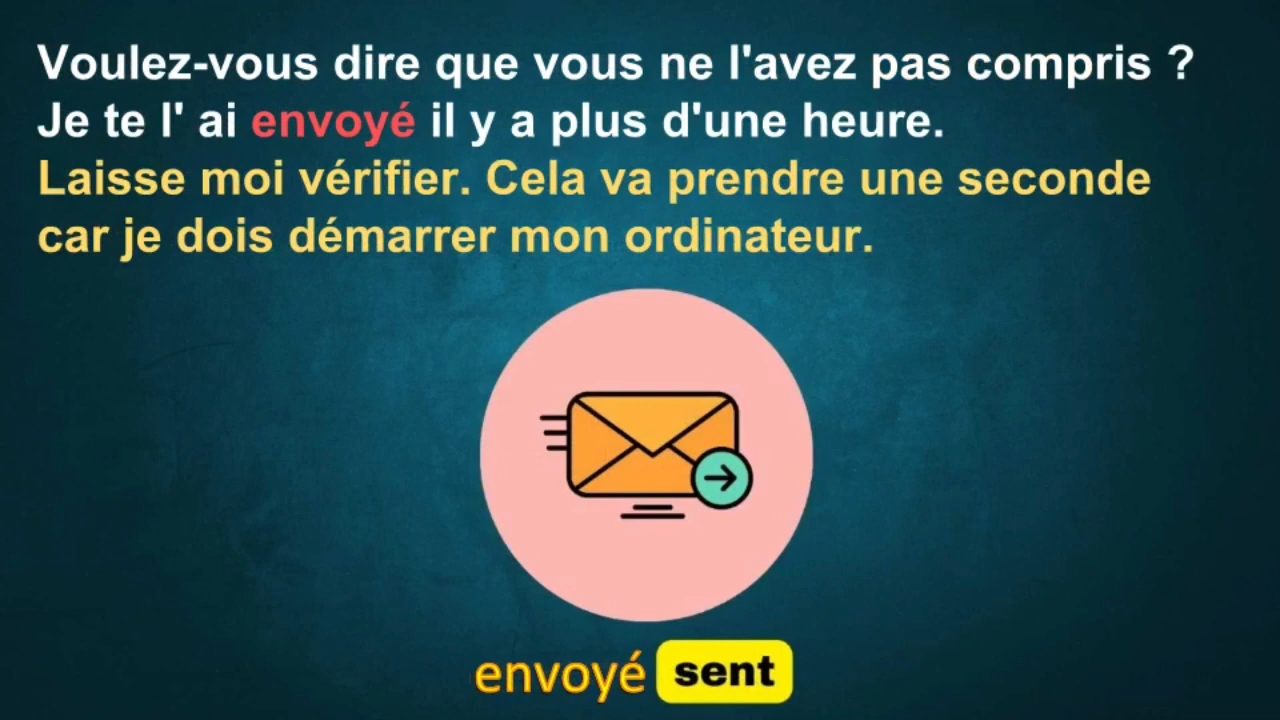 Voulez-vous dire que vous ne l'avez pas compris ?
Je te l' ai envoyé il y a plus d'une heure.
Laisse moi vérifier. Cela va prendre une seconde
car je dois démarrer mon ordinateur.
envoyé sent